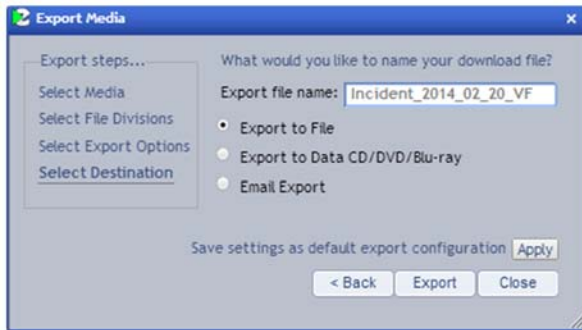 Export Media
Export steps...
Select Media
Select File Divisions
Select Export Options
Select Destination
What would you like to name your download file?
Export file name: Incident_2014_02_20_VF
Export to File
Export to Data CD/DVD/Blu-ray
Email Export
Save settings as default export configuration Apply
< Back Export Close